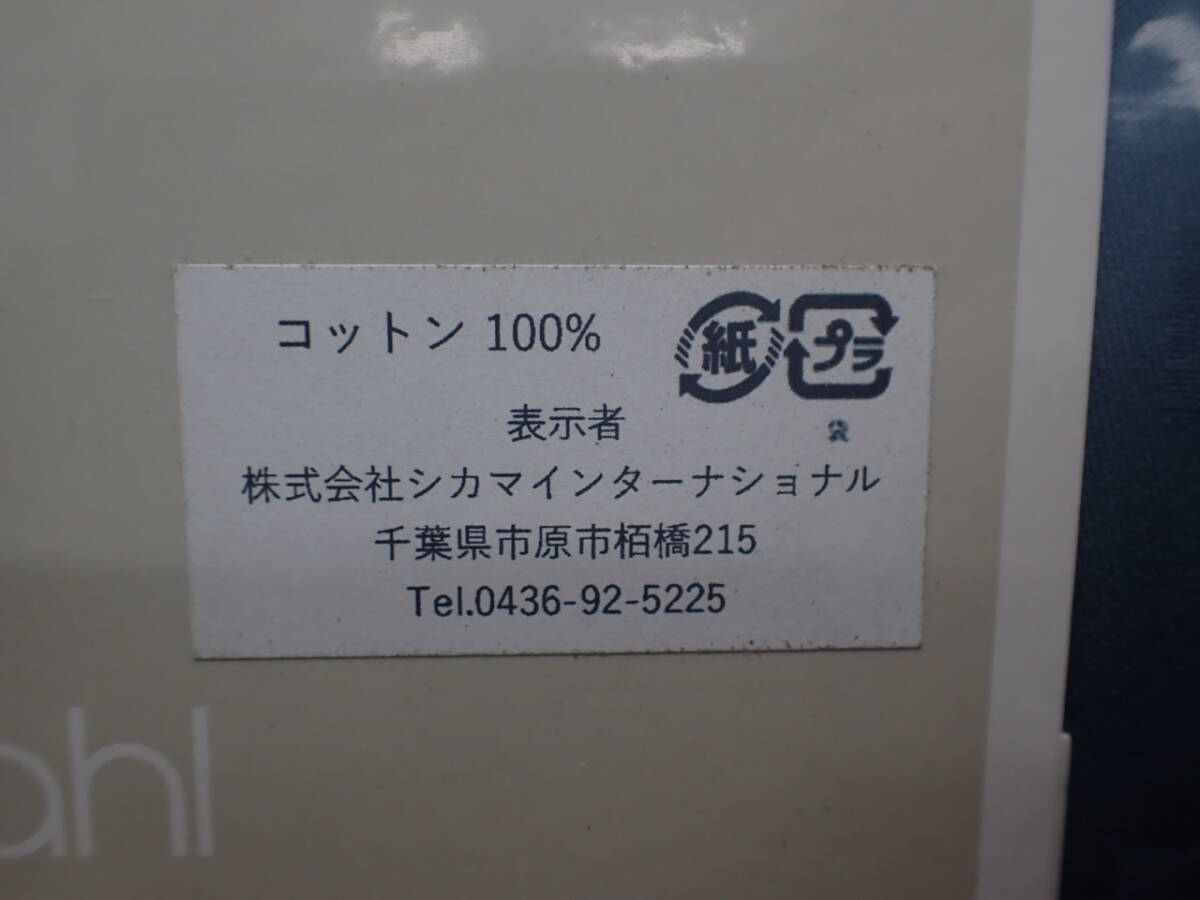 コットン 100%
紙
プラ
袋
表示者
株式会社シカマインターナショナル
千葉県市原市栢橋215
Tel.0436-92-5225
ahl